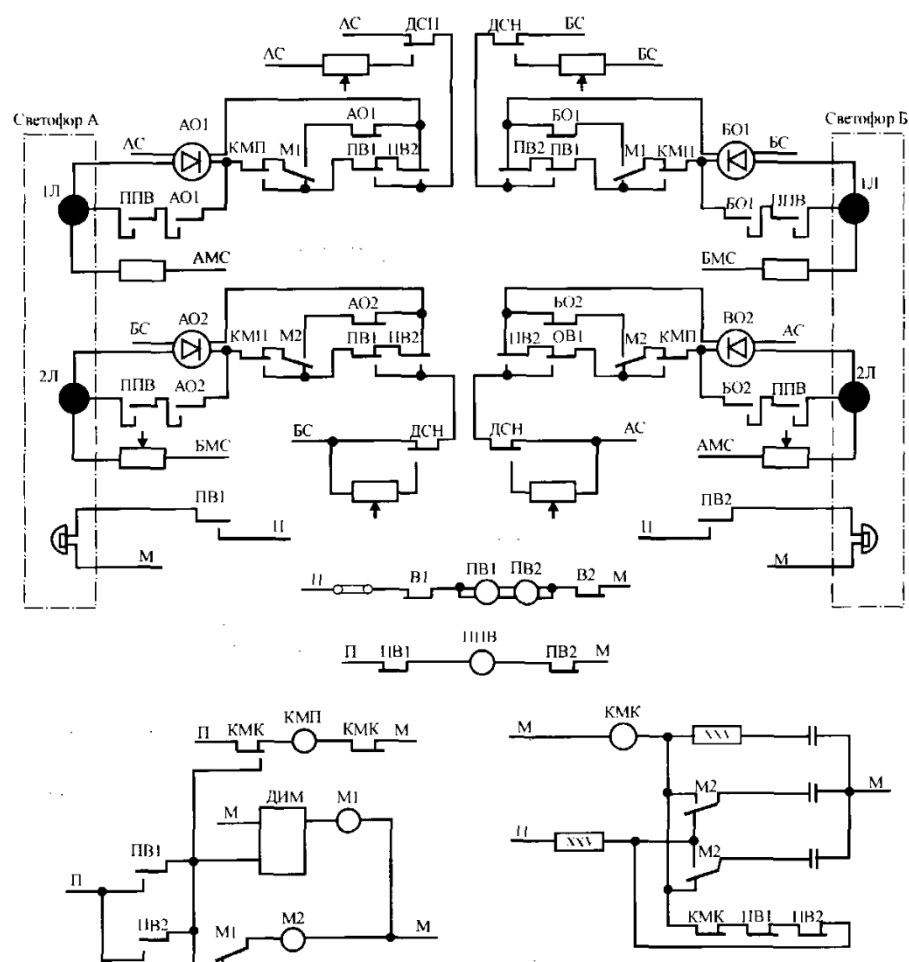 АС ДСН ДСН БС
АС БС
Светофор А Светофор Б
АО1 БО1
АС АО1 КМП М1 ПВ1 ПВ2 ПВ2 ПВ1 М1 КМП БО1 БС
1Л ППВ АО1 БО1 ППВ 1Л
АМС БМС
АО2 БО2
БС АО2 КМП М2 ПВ1 ПВ2 ПВ2 ОВ1 М2 КМП ВО2 АС
2Л ППВ АО2 БО2 ППВ 2Л
БС ДСН ДСН АС
БМС АМС
ПВ1 ПВ2
П П
М М
П В1 ПВ1 ПВ2 В2 М
П ПВ1 ППВ ПВ2 М
П КМК КМП КМК М
М КМК XXV
ДИМ М1
М М2 М
П XXV М2
ПВ1
П
ПВ2 М1 М2 М
КМК ПВ1 ПВ2